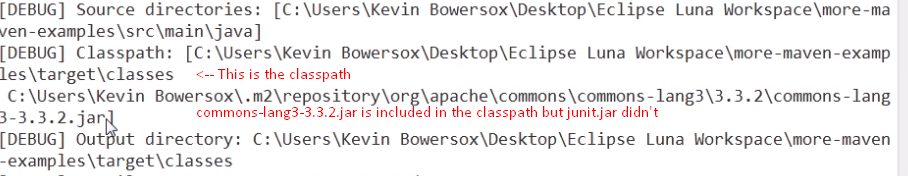 [DEBUG] Source directories: [C:\Users\Kevin Bowersox\Desktop\Eclipse Luna Workspace\more-ma
ven-examples\src\main\java]
[DEBUG] Classpath: [C:\Users\Kevin Bowersox\Desktop\Eclipse Luna Workspace\more-maven-examp
les\target\classes <-- This is the classpath
C:\Users\Kevin Bowersox\.m2\repository\org\apache\commons\commons-lang3\3.3.2\commons-lang
3-3.3.2.jar] commons-lang3-3.3.2.jar is included in the classpath but junit.jar didn't
[DEBUG] Output directory: C:\Users\Kevin Bowersox\Desktop\Eclipse Luna Workspace\more-maven
-examples\target\classes